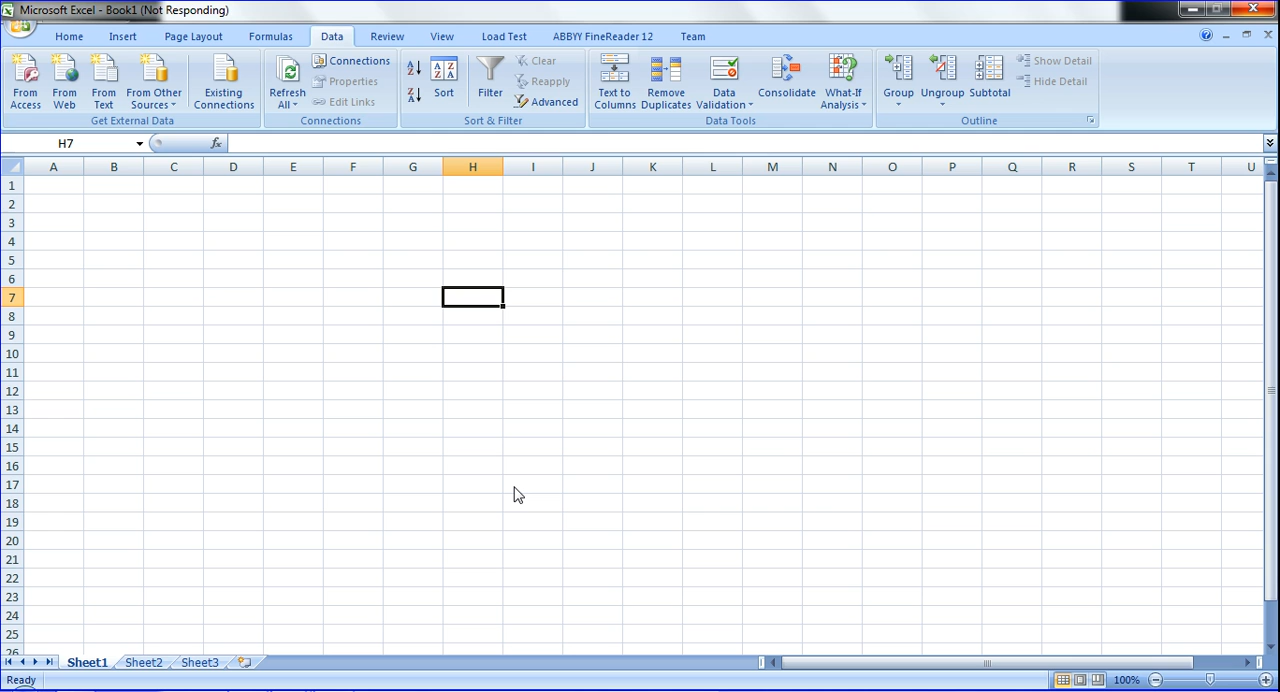 Microsoft Excel - Book1 (Not Responding)
Home Insert Page Layout Formulas Data Review View Load Test ABBYY FineReader 12 Team
From Access From Web From Text From Other Sources Existing Connections
Get External Data
Refresh All Connections Properties Edit Links
Connections
Sort Filter Clear Reapply Advanced
Sort & Filter
Text to Columns Remove Duplicates Data Validation Consolidate What-If Analysis
Data Tools
Group Ungroup Subtotal Show Detail Hide Detail
Outline
H7 fx
A B C D E F G H I J K L M N O P Q R S T U
1
2
3
4
5
6
7
8
9
10
11
12
13
14
15
16
17
18
19
20
21
22
23
24
25
26
Sheet1 Sheet2 Sheet3
Ready 100%